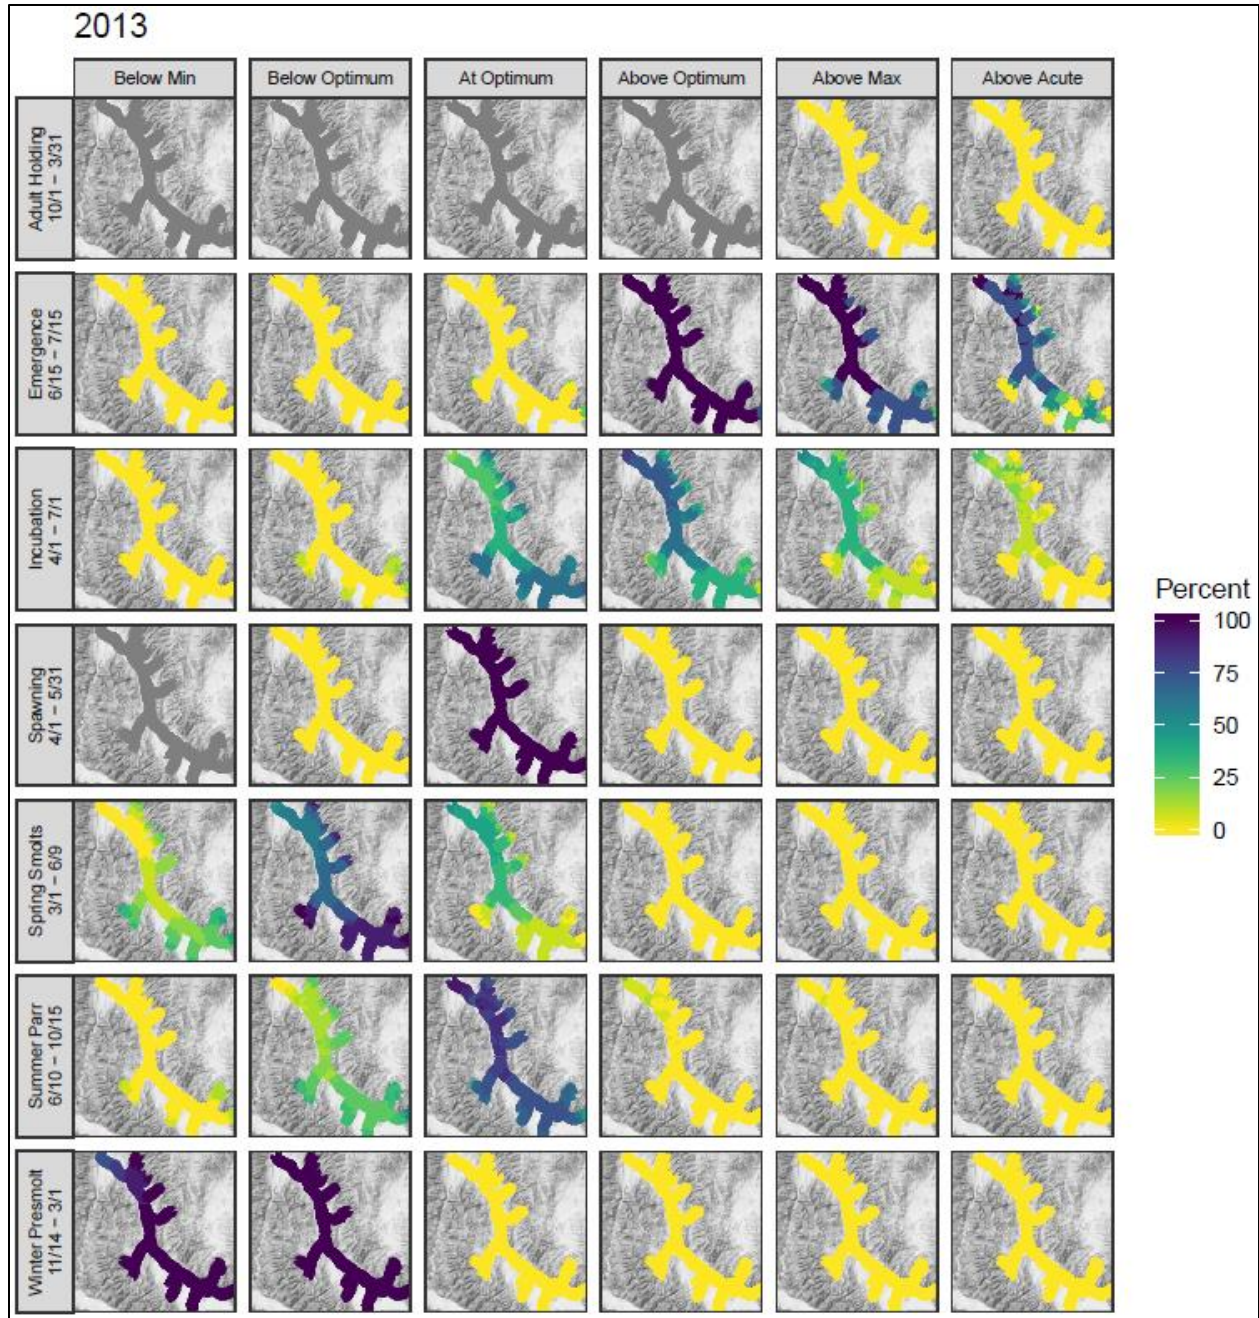 2013
Below Min
Below Optimum
At Optimum
Above Optimum
Above Max
Above Acute
Adult Holding
10/1 − 3/31
Emergence
6/15 − 7/15
Incubation
4/1 − 7/1
Spawning
4/1 − 5/31
Spring Smolts
3/1 − 6/9
Summer Parr
6/10 − 10/15
Winter Presmolt
11/14 − 3/1
Percent
100
75
50
25
0